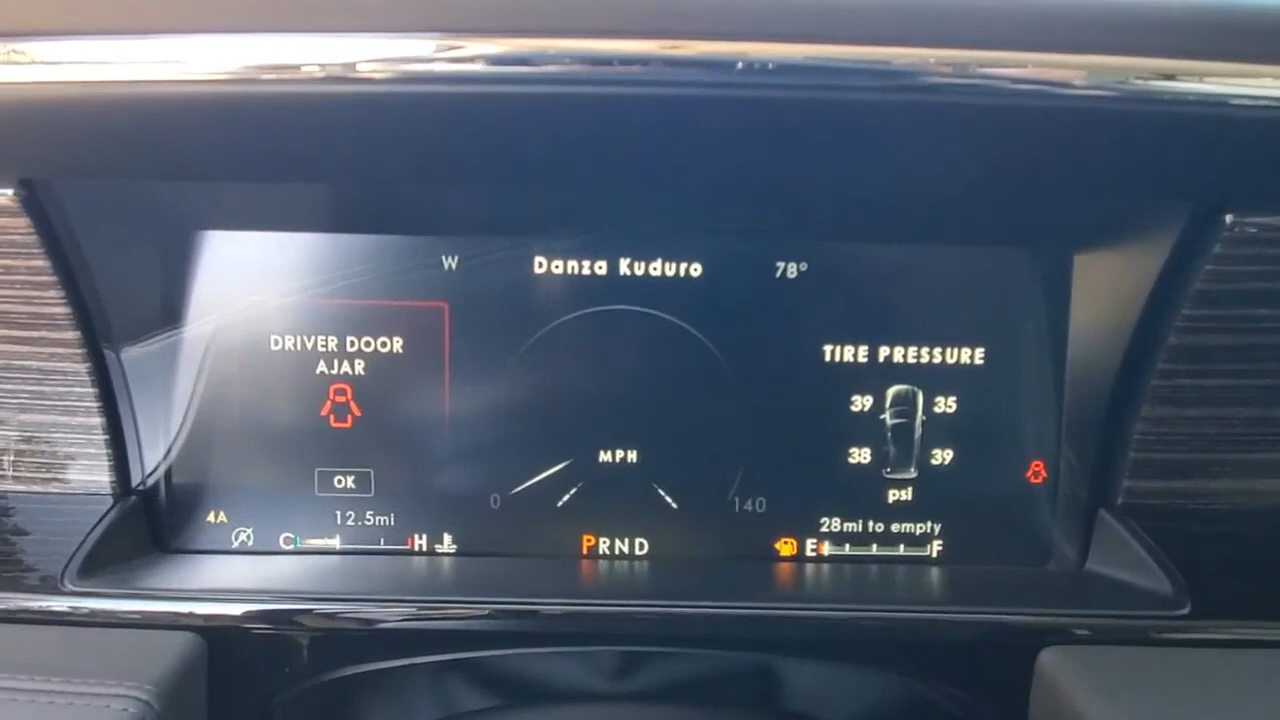 W Danza Kuduro 78°
DRIVER DOOR
AJAR
OK
TIRE PRESSURE
39 35
38 39
psi
MPH
0 140
4A 12.5mi
28mi to empty
C H
PRND
E F